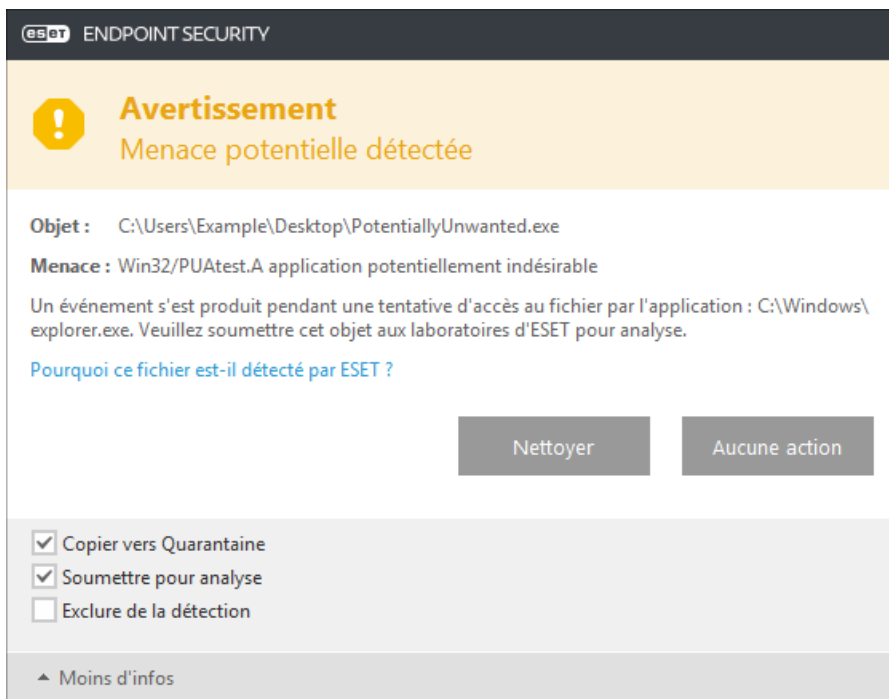 eset ENDPOINT SECURITY
Avertissement
Menace potentielle détectée
Objet : C:\Users\Example\Desktop\PotentiallyUnwanted.exe
Menace : Win32/PUAtest.A application potentiellement indésirable
Un événement s'est produit pendant une tentative d'accès au fichier par l'application : C:\Windows\
explorer.exe. Veuillez soumettre cet objet aux laboratoires d'ESET pour analyse.
Pourquoi ce fichier est-il détecté par ESET ?
Nettoyer
Aucune action
Copier vers Quarantaine
Soumettre pour analyse
Exclure de la détection
Moins d'infos